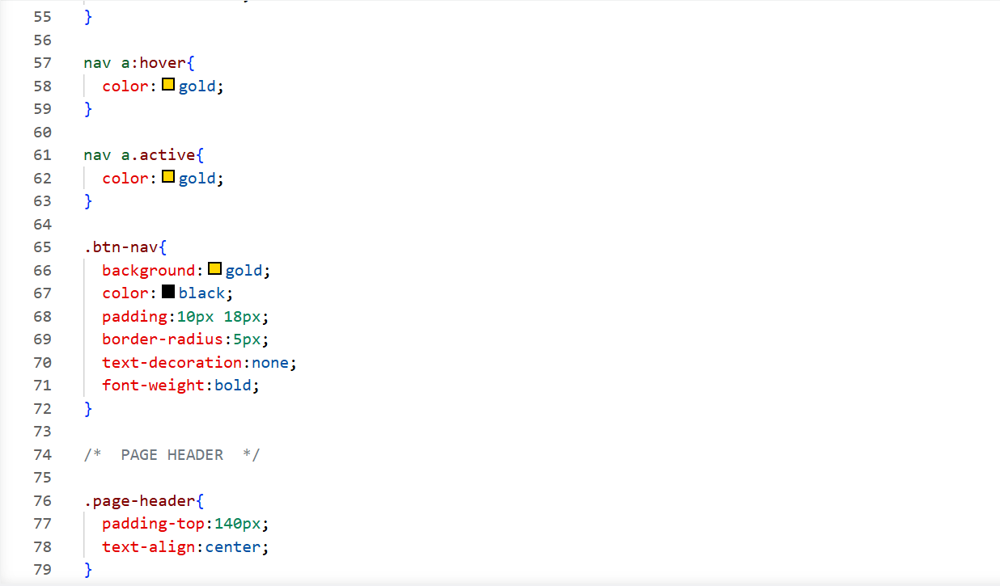 55 }
56
57 nav a:hover{
58 color: gold;
59 }
60
61 nav a.active{
62 color: gold;
63 }
64
65 .btn-nav{
66 background: gold;
67 color: black;
68 padding:10px 18px;
69 border-radius:5px;
70 text-decoration:none;
71 font-weight:bold;
72 }
73
74 /*  PAGE HEADER  */
75
76 .page-header{
77 padding-top:140px;
78 text-align:center;
79 }